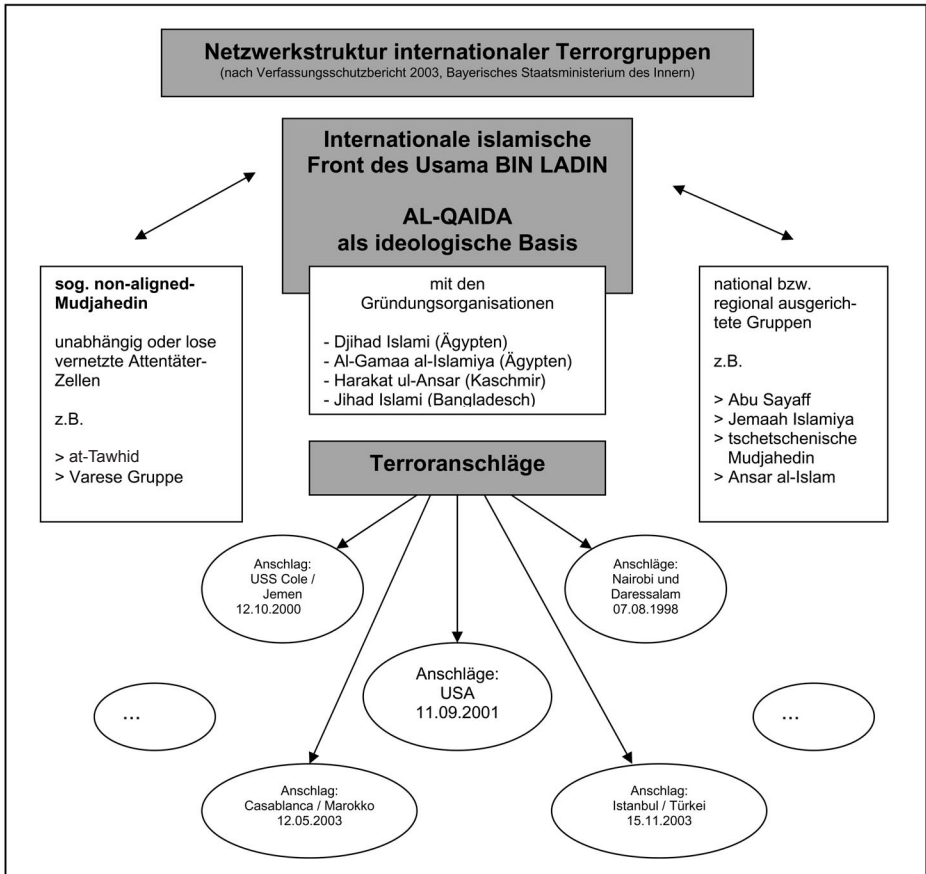 Netzwerkstruktur internationaler Terrorgruppen
(nach Verfassungsschutzbericht 2003, Bayerisches Staatsministerium des Innern)
Internationale islamische
Front des Usama BIN LADIN
AL-QAIDA
als ideologische Basis
sog. non-aligned-
Mudjahedin
unabhängig oder lose
vernetzte Attentäter-
Zellen
z.B.
> at-Tawhid
> Varese Gruppe
mit den
Gründungsorganisationen
- Djihad Islami (Ägypten)
- Al-Gamaa al-Islamiya (Ägypten)
- Harakat ul-Ansar (Kaschmir)
- Jihad Islami (Bangladesch)
national bzw.
regional ausgerich-
tete Gruppen
z.B.
> Abu Sayaff
> Jemaah Islamiya
> tschetschenische
Mudjahedin
> Ansar al-Islam
Terroranschläge
Anschlag:
USS Cole /
Jemen
12.10.2000
Anschläge:
Nairobi und
Daressalam
07.08.1998
Anschläge:
USA
11.09.2001
...
...
Anschlag:
Casablanca / Marokko
12.05.2003
Anschlag:
Istanbul / Türkei
15.11.2003